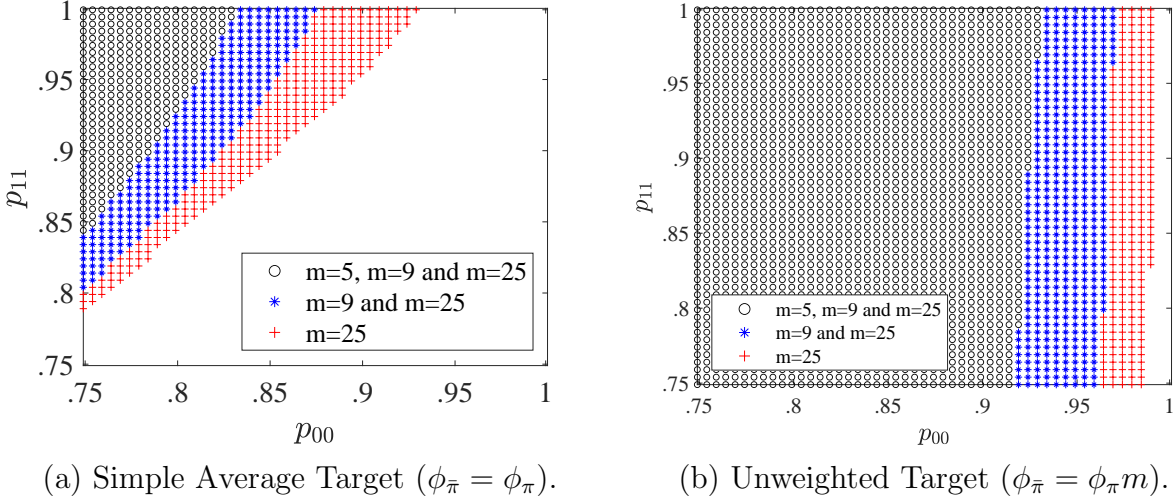 1
.95
.9
.85
.8
.75
p11
.75 .8 .85 .9 .95 1
p00
m=5, m=9 and m=25
m=9 and m=25
m=25
(a) Simple Average Target (ϕπ̄ = ϕπ).
1
.95
.9
.85
.8
.75
p11
.75 .8 .85 .9 .95 1
p00
m=5, m=9 and m=25
m=9 and m=25
m=25
(b) Unweighted Target (ϕπ̄ = ϕπm).